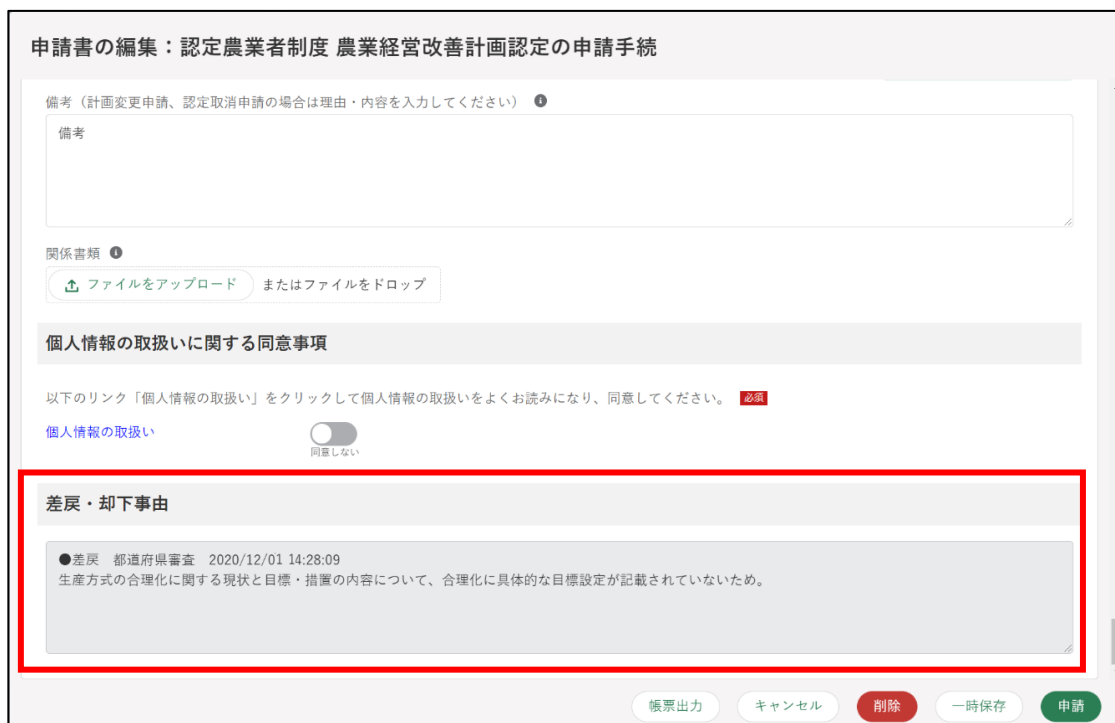 申請書の編集：認定農業者制度 農業経営改善計画認定の申請手続
備考（計画変更申請、認定取消申請の場合は理由・内容を入力してください）
備考
関係書類
ファイルをアップロード またはファイルをドロップ
個人情報の取扱いに関する同意事項
以下のリンク「個人情報の取扱い」をクリックして個人情報の取扱いをよくお読みになり、同意してください。 必須
個人情報の取扱い
同意しない
差戻・却下事由
●差戻　都道府県審査　2020/12/01 14:28:09
生産方式の合理化に関する現状と目標・措置の内容について、合理化に具体的な目標設定が記載されていないため。
帳票出力 キャンセル 削除 一時保存 申請